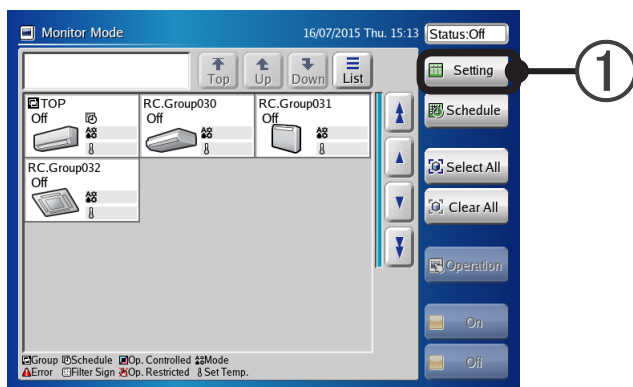 Monitor Mode
16/07/2015 Thu. 15:13
Status:Off
Top
Up
Down
List
Setting
1
TOP
Off
RC.Group030
Off
RC.Group031
Off
Schedule
RC.Group032
Off
Select All
Clear All
Operation
On
Off
Group Schedule Op. Controlled Mode
Error Filter Sign Op. Restricted Set Temp.